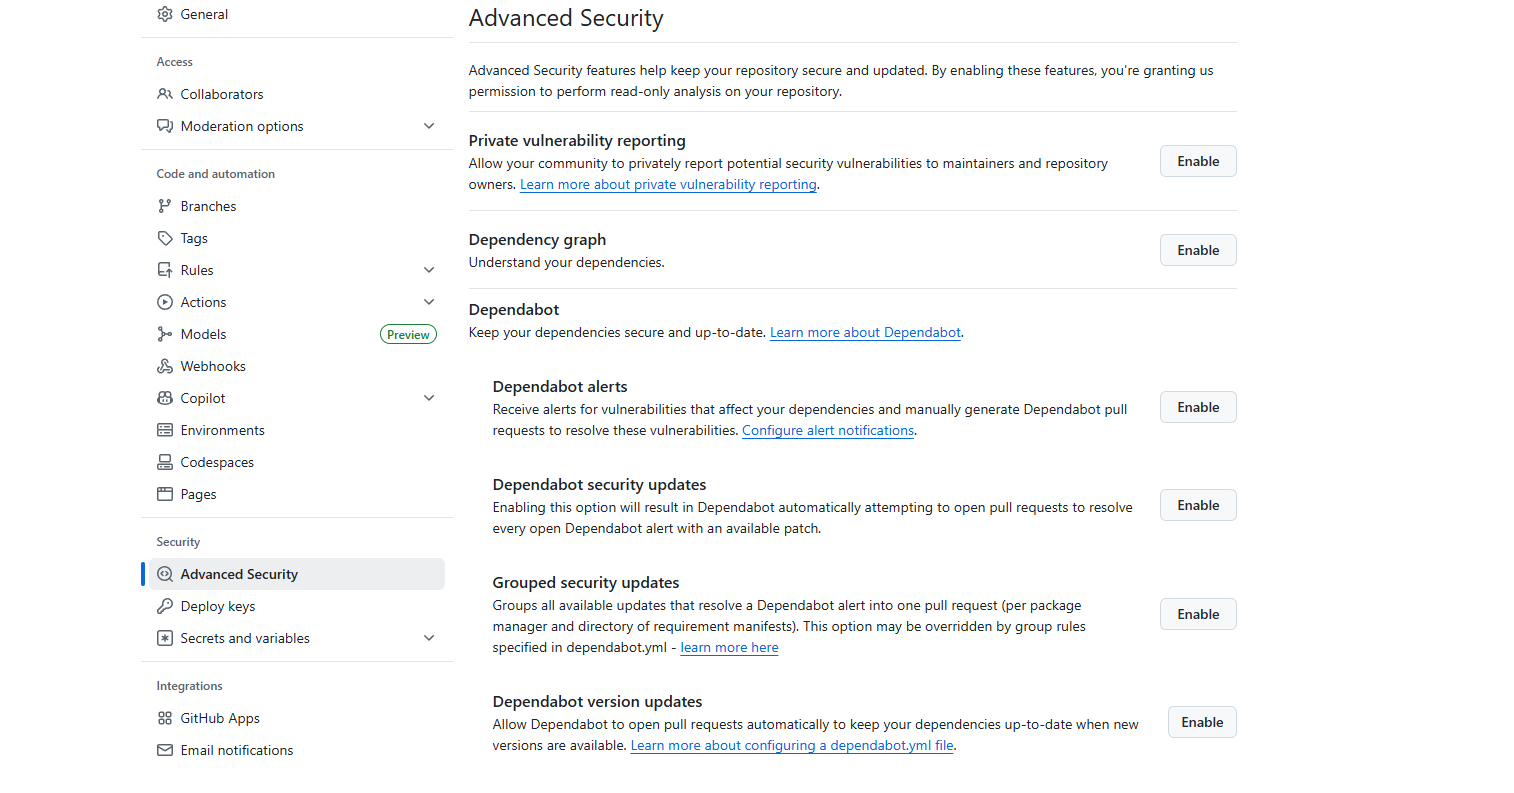 General
Access
Collaborators
Moderation options
Code and automation
Branches
Tags
Rules
Actions
Models
Preview
Webhooks
Copilot
Environments
Codespaces
Pages
Security
Advanced Security
Deploy keys
Secrets and variables
Integrations
GitHub Apps
Email notifications
Advanced Security
Advanced Security features help keep your repository secure and updated. By enabling these features, you're granting us
permission to perform read-only analysis on your repository.
Private vulnerability reporting
Allow your community to privately report potential security vulnerabilities to maintainers and repository
owners. Learn more about private vulnerability reporting.
Enable
Dependency graph
Understand your dependencies.
Enable
Dependabot
Keep your dependencies secure and up-to-date. Learn more about Dependabot.
Dependabot alerts
Receive alerts for vulnerabilities that affect your dependencies and manually generate Dependabot pull
requests to resolve these vulnerabilities. Configure alert notifications.
Enable
Dependabot security updates
Enabling this option will result in Dependabot automatically attempting to open pull requests to resolve
every open Dependabot alert with an available patch.
Enable
Grouped security updates
Groups all available updates that resolve a Dependabot alert into one pull request (per package
manager and directory of requirement manifests). This option may be overridden by group rules
specified in dependabot.yml - learn more here
Enable
Dependabot version updates
Allow Dependabot to open pull requests automatically to keep your dependencies up-to-date when new
versions are available. Learn more about configuring a dependabot.yml file.
Enable